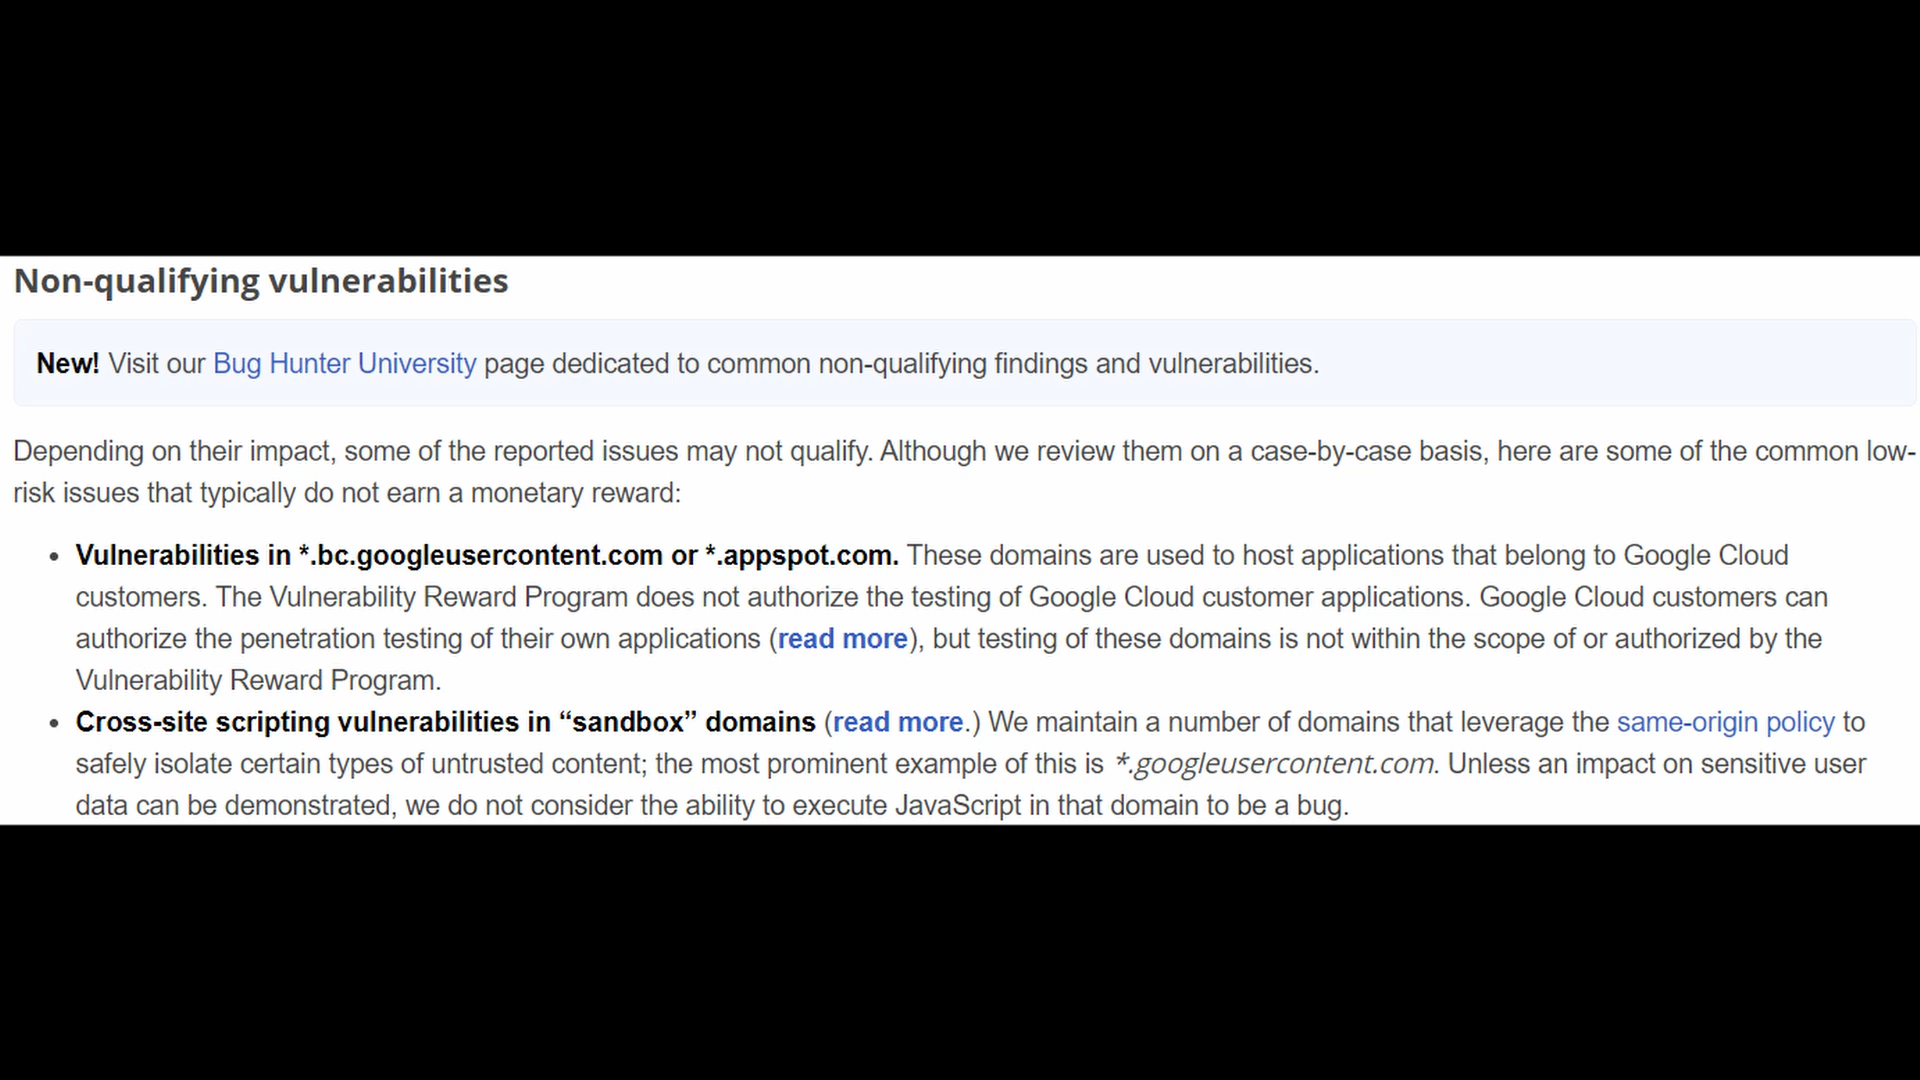 Non-qualifying vulnerabilities
New! Visit our Bug Hunter University page dedicated to common non-qualifying findings and vulnerabilities.
Depending on their impact, some of the reported issues may not qualify. Although we review them on a case-by-case basis, here are some of the common low-
risk issues that typically do not earn a monetary reward:
• Vulnerabilities in *.bc.googleusercontent.com or *.appspot.com. These domains are used to host applications that belong to Google Cloud
customers. The Vulnerability Reward Program does not authorize the testing of Google Cloud customer applications. Google Cloud customers can
authorize the penetration testing of their own applications (read more), but testing of these domains is not within the scope of or authorized by the
Vulnerability Reward Program.
• Cross-site scripting vulnerabilities in “sandbox” domains (read more.) We maintain a number of domains that leverage the same-origin policy to
safely isolate certain types of untrusted content; the most prominent example of this is *.googleusercontent.com. Unless an impact on sensitive user
data can be demonstrated, we do not consider the ability to execute JavaScript in that domain to be a bug.